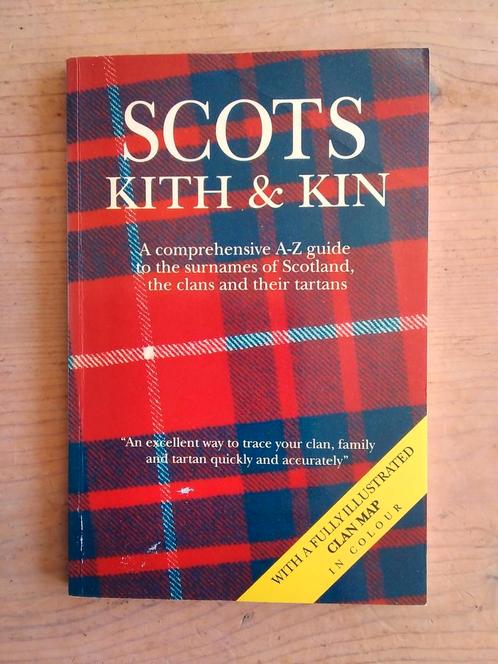 SCOTS
KITH & KIN
A comprehensive A-Z guide
to the surnames of Scotland,
the clans and their tartans
“An excellent way to trace your clan, family
and tartan quickly and accurately”
WITH A FULLY ILLUSTRATED
CLAN MAP
IN COLOUR